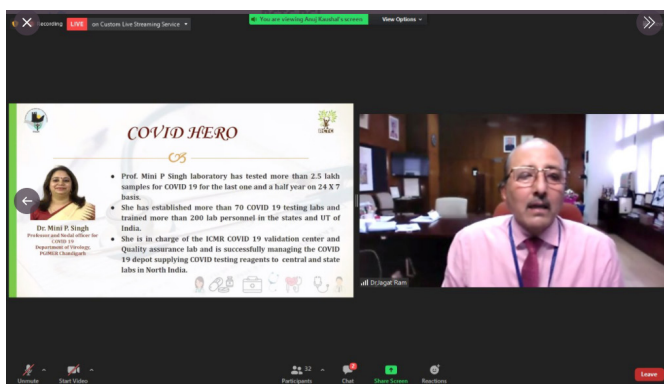 ecording LIVE on Custom Live Streaming Service
You are viewing Anuj Kaushal's screen View Options
COVID HERO
Prof. Mini P Singh laboratory has tested more than 2.5 lakh
samples for COVID 19 for the last one and a half year on 24 X 7
basis.
She has established more than 70 COVID 19 testing labs and
trained more than 200 lab personnel in the states and UT of
India.
She is in charge of the ICMR COVID 19 validation center and
Quality assurance lab and is successfully managing the COVID
19 depot supplying COVID testing reagents to central and state
labs in North India.
Dr. Mini P. Singh
Professor and Nodal officer for
COVID 19
Department of Virology,
PGIMER Chandigarh
Dr.Jagat Ram
Unmute Start Video 32 Participants 2 Chat Share Screen Reactions Leave